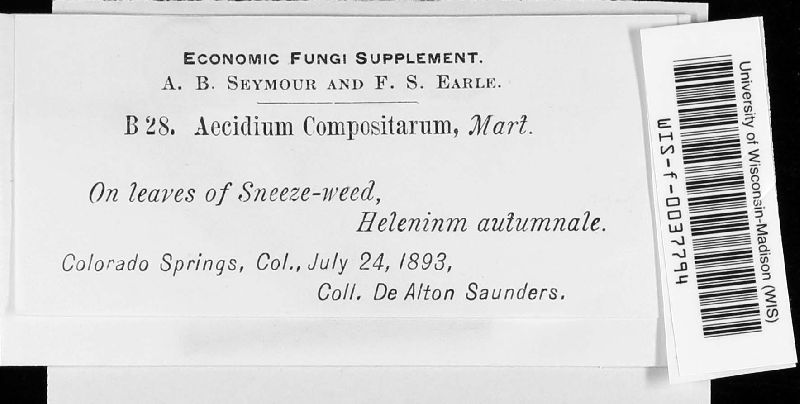 ECONOMIC FUNGI SUPPLEMENT.
A. B. SEYMOUR AND F. S. EARLE.
B 28. Aecidium Compositarum, Mart.
On leaves of Sneeze-weed,
Heleninm autumnale.
Colorado Springs, Col., July 24, 1893,
Coll. De Alton Saunders.
University of Wisconsin-Madison (WIS)
WIS-f-0037794